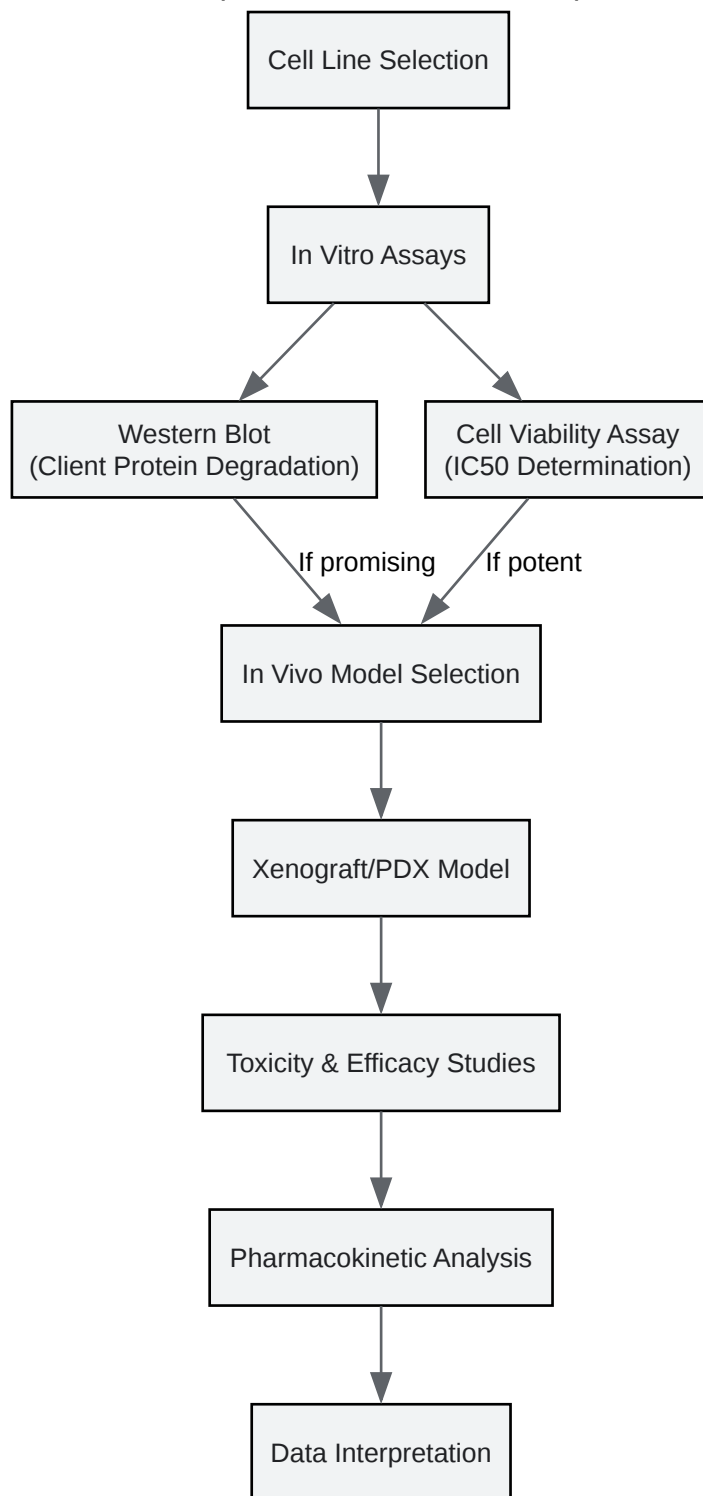 Cell Line Selection
In Vitro Assays
Western Blot
(Client Protein Degradation)
Cell Viability Assay
(IC50 Determination)
If promising
If potent
In Vivo Model Selection
Xenograft/PDX Model
Toxicity & Efficacy Studies
Pharmacokinetic Analysis
Data Interpretation